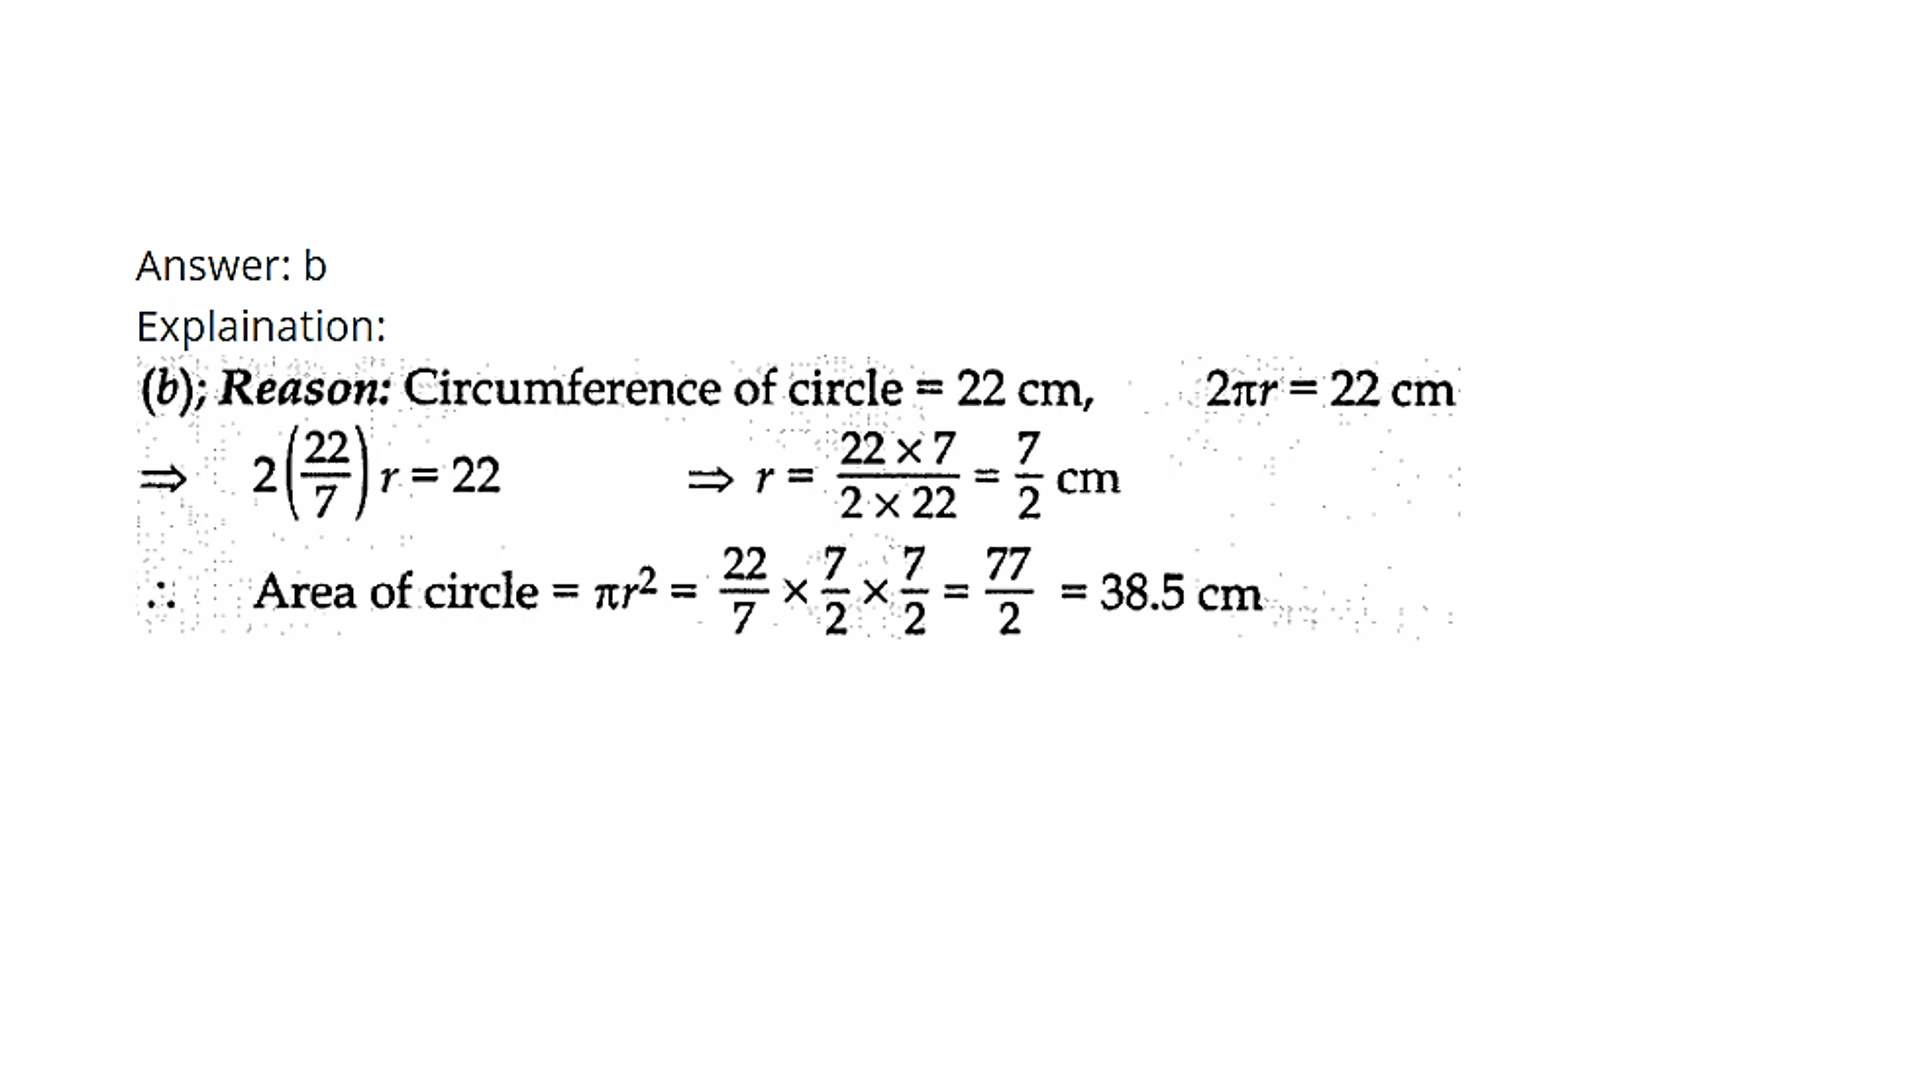 Answer: b
Explaination:
(b); Reason: Circumference of circle = 22 cm, 2πr = 22 cm
⇒ 2(22/7) r = 22 ⇒ r = (22 × 7)/(2 × 22) = 7/2 cm
∴ Area of circle = πr² = 22/7 × 7/2 × 7/2 = 77/2 = 38.5 cm